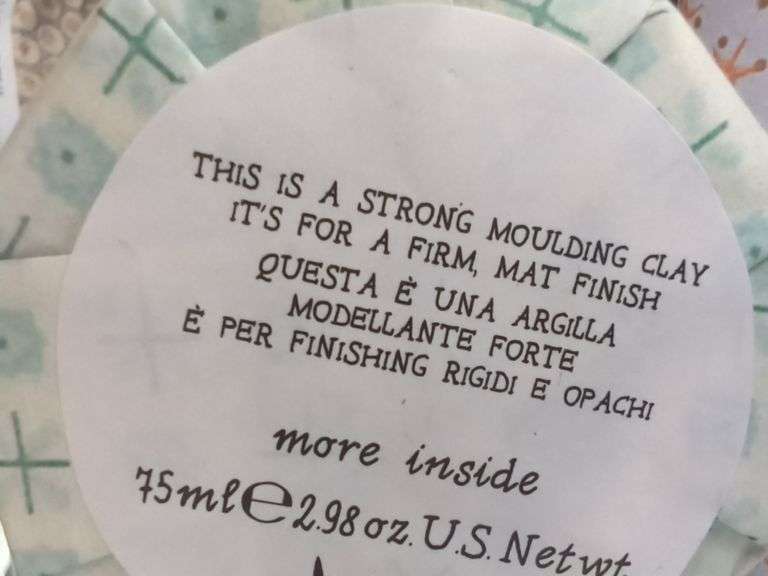 THIS IS A STRONG MOULDING CLAY
IT'S FOR A FIRM, MAT FINISH
QUESTA È UNA ARGILLA
MODELLANTE FORTE
È PER FINISHING RIGIDI E OPACHI
more inside
75ml e 2.98 oz. U.S. Net wt.